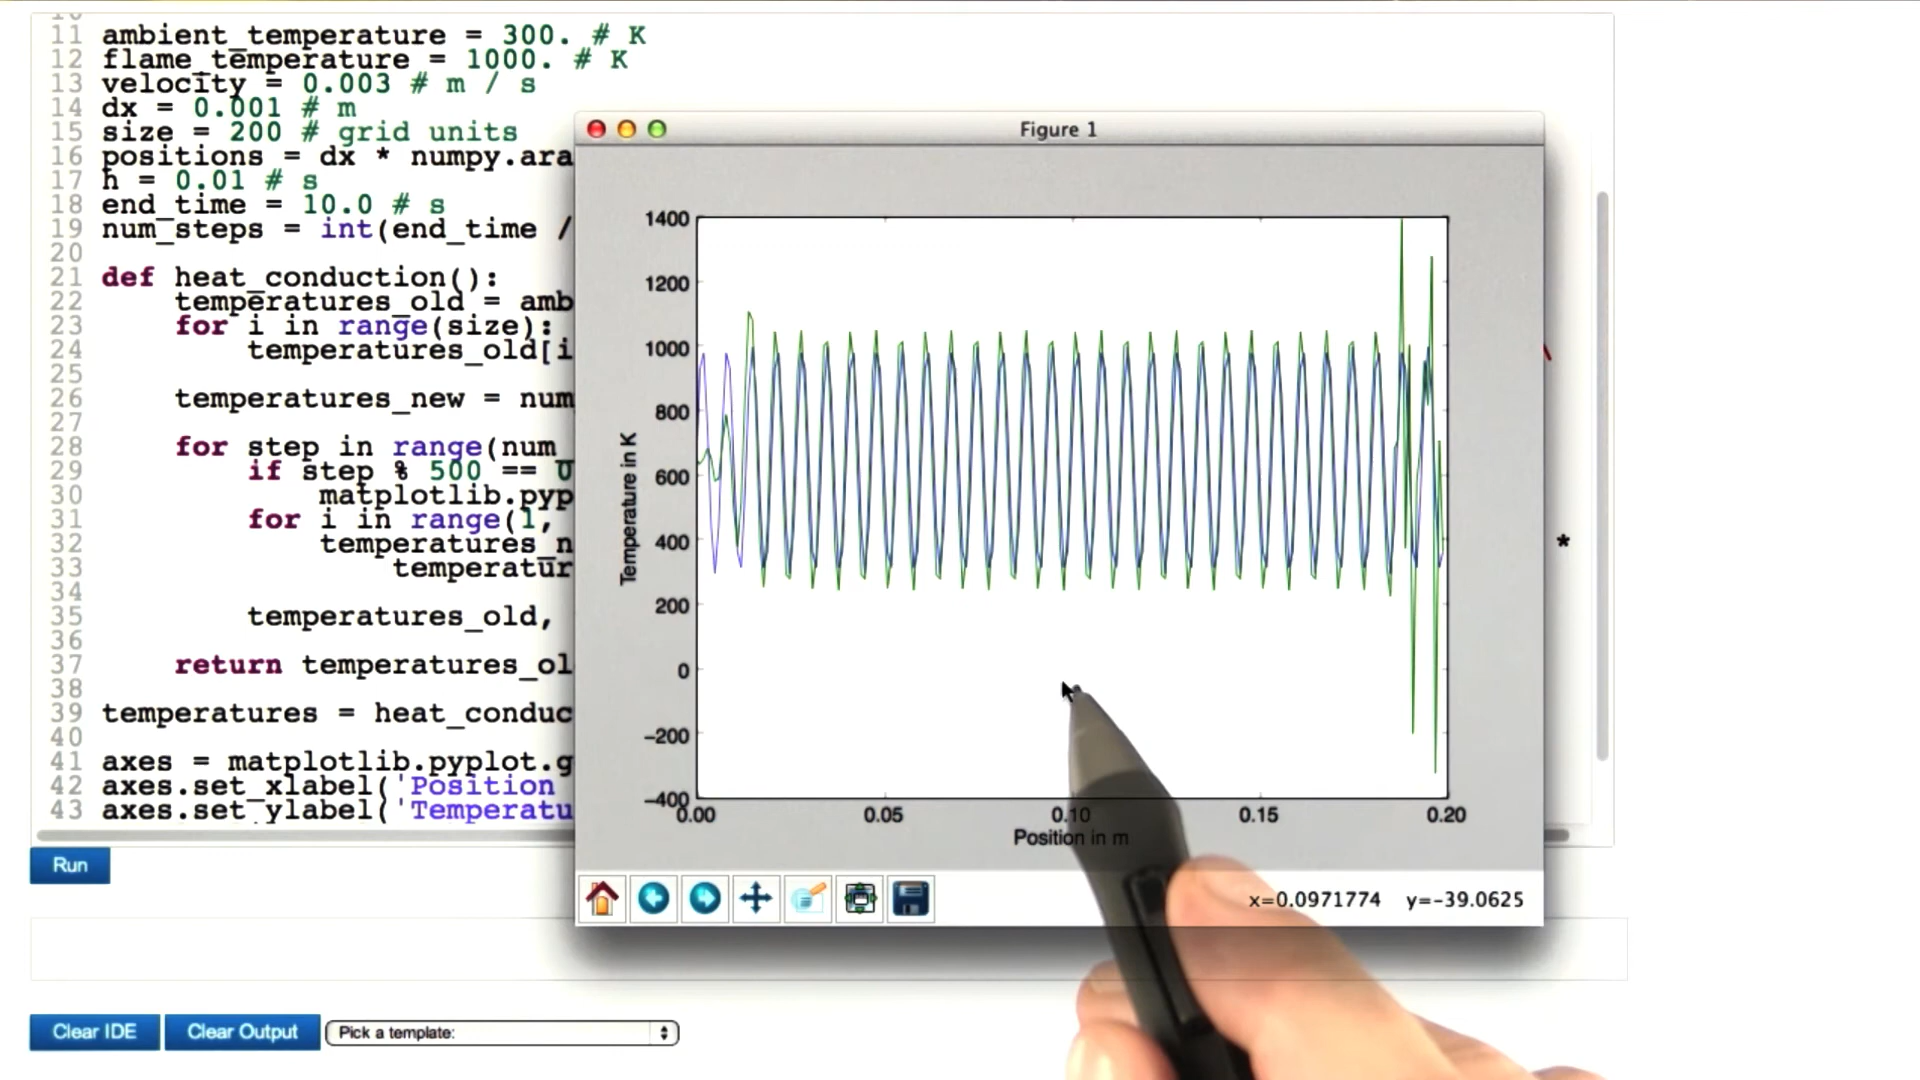 11 ambient_temperature = 300. # K
12 flame_temperature = 1000. # K
13 velocity = 0.003 # m / s
14 dx = 0.001 # m
15 size = 200 # grid units
16 positions = dx * numpy.ara
17 h = 0.01 # s
18 end_time = 10.0 # s
19 num_steps = int(end_time /
20
21 def heat_conduction():
22 temperatures_old = amb
23 for i in range(size):
24 temperatures_old[i
25
26 temperatures_new = num
27
28 for step in range(num_
29 if step % 500 == 0
30 matplotlib.pyp
31 for i in range(1,
32 temperatures_n
*
33 temperatur
34
35 temperatures_old,
36
37 return temperatures_ol
38
39 temperatures = heat_conduc
40
41 axes = matplotlib.pyplot.g
42 axes.set_xlabel('Position
43 axes.set_ylabel('Temperatu
Figure 1
1400
1200
1000
800
600
400
200
0
−200
−400
Temperature in K
0.00 0.05 0.10 0.15 0.20
Position in m
x=0.0971774 y=−39.0625
Run
Clear IDE Clear Output Pick a template: